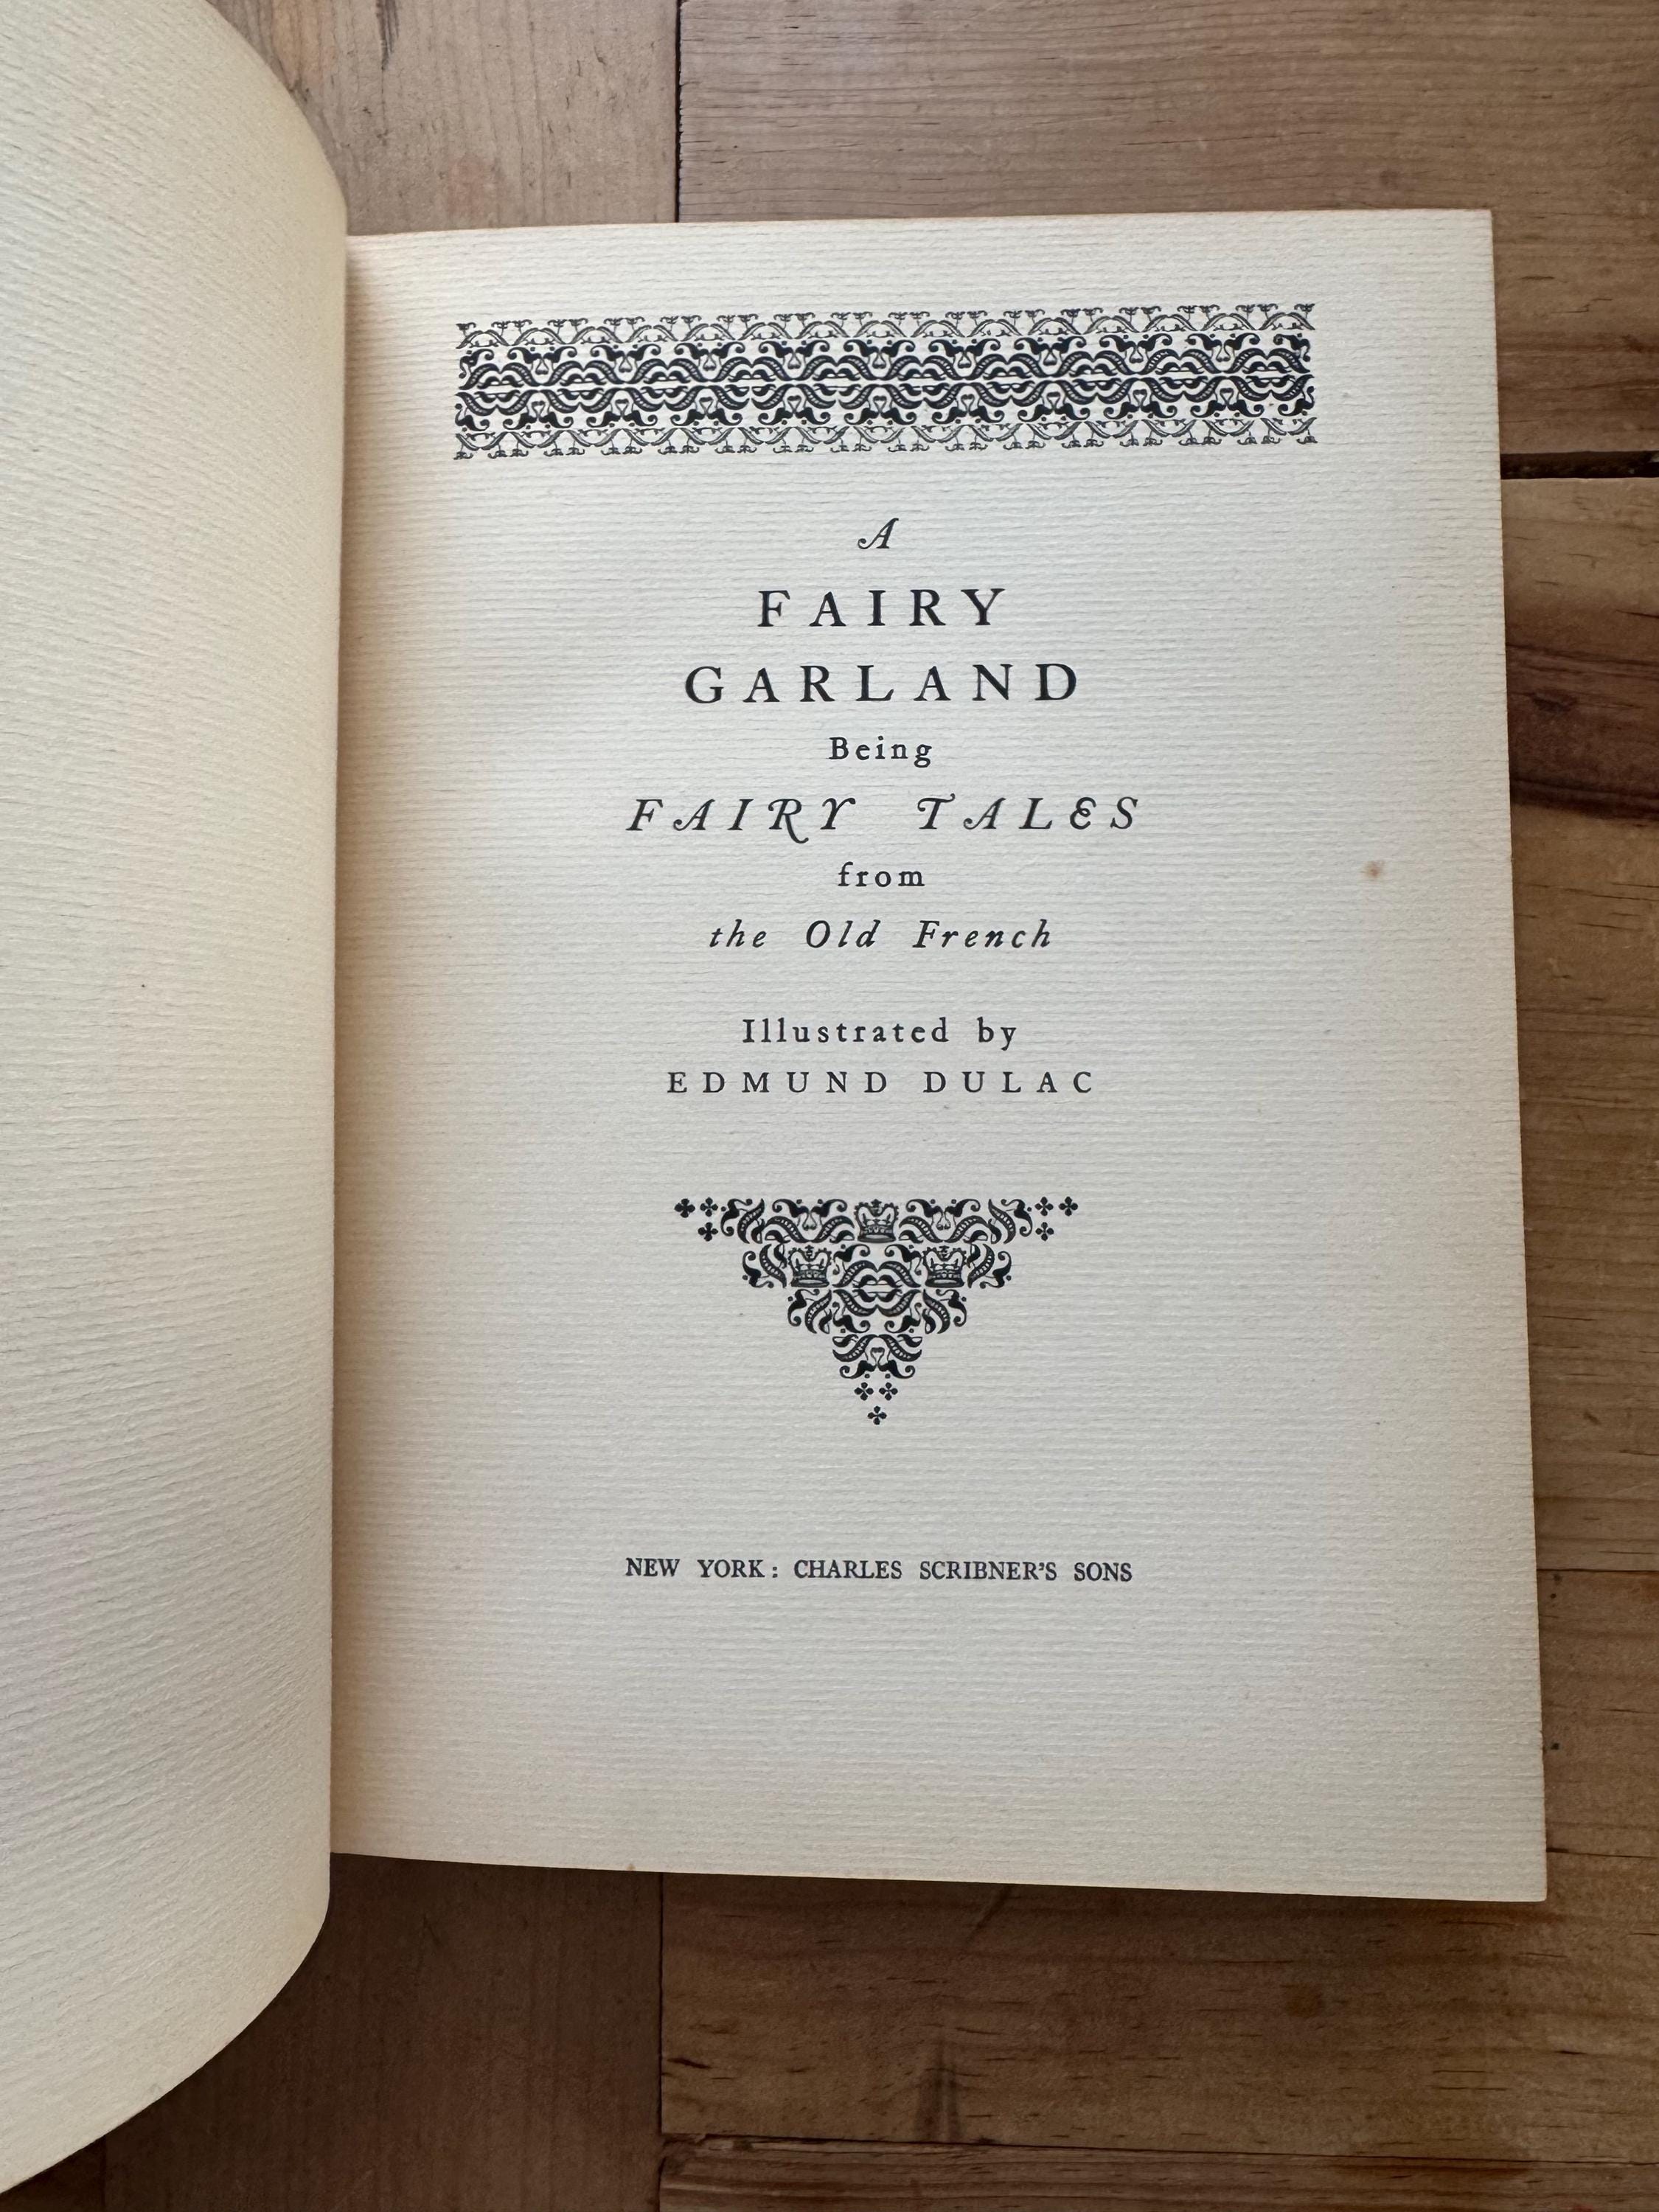 A
FAIRY
GARLAND
Being
FAIRY TALES
from
the Old French
Illustrated by
EDMUND DULAC
NEW YORK: CHARLES SCRIBNER'S SONS